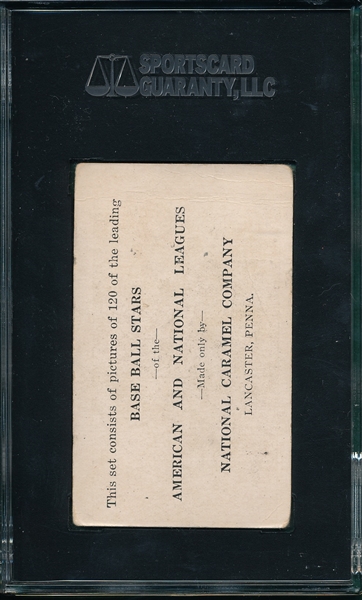 SPORTSCARD
GUARANTY, LLC
This set consists of pictures of 120 of the leading
BASE BALL STARS
—of the—
AMERICAN AND NATIONAL LEAGUES
—Made only by—
NATIONAL CARAMEL COMPANY
LANCASTER, PENNA.